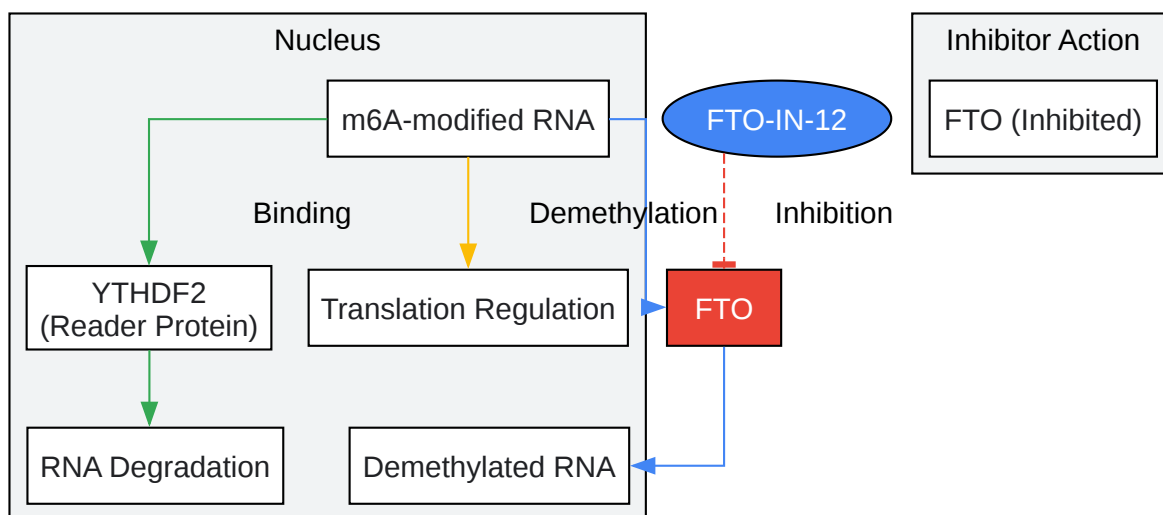 Nucleus
Inhibitor Action
m6A-modified RNA
FTO-IN-12
FTO (Inhibited)
Binding
Demethylation
Inhibition
YTHDF2
(Reader Protein)
Translation Regulation
FTO
RNA Degradation
Demethylated RNA